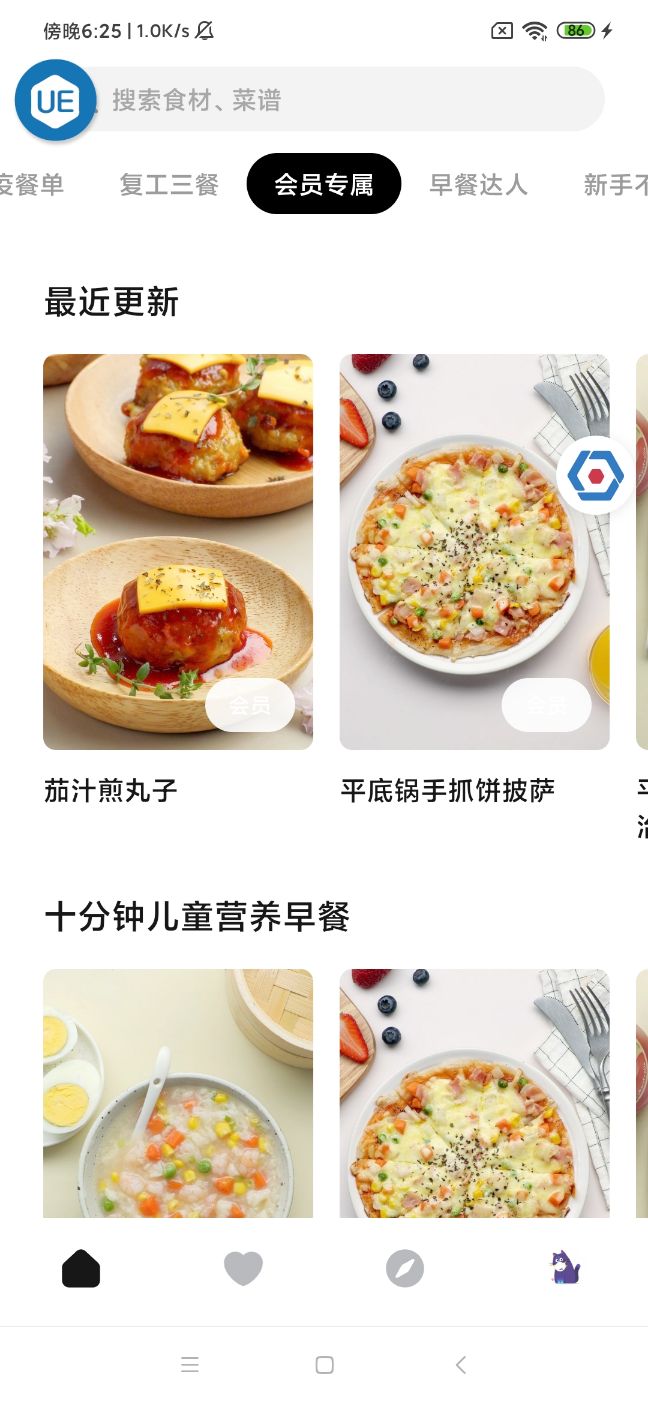 傍晚6:25 | 1.0K/s
86
UE
搜索食材、菜谱
疫餐单
复工三餐
会员专属
早餐达人
新手不
最近更新
会员
会员
茄汁煎丸子
平底锅手抓饼披萨
十分钟儿童营养早餐